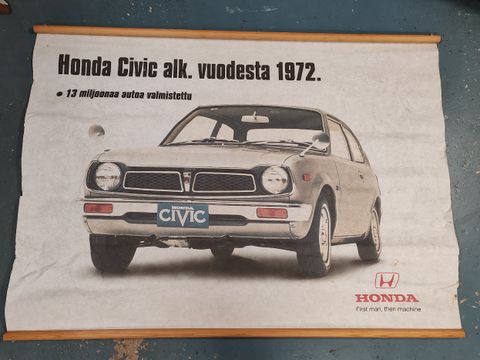 Honda Civic alk. vuodesta 1972.
• 13 miljoonaa autoa valmistettu
HONDA
CIVIC
HONDA
First man, then machine